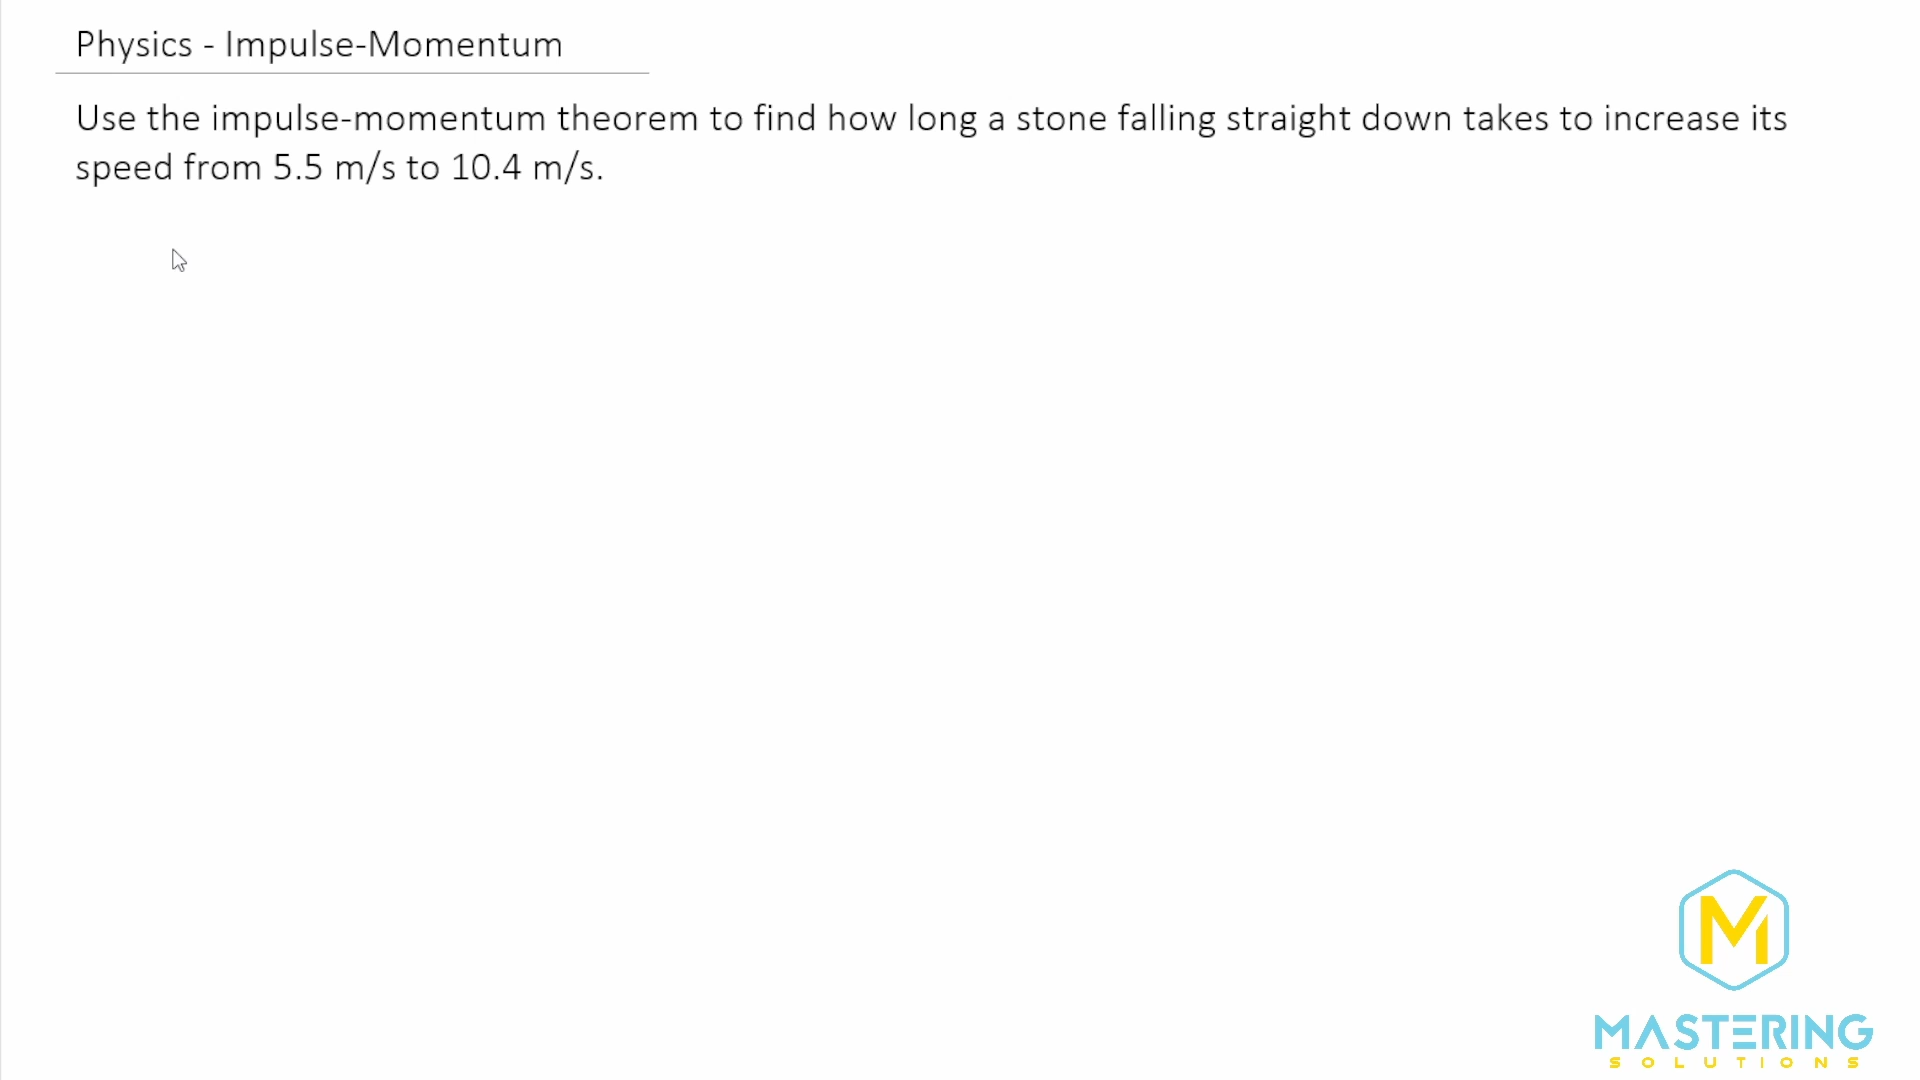 Physics - Impulse-Momentum
Use the impulse-momentum theorem to find how long a stone falling straight down takes to increase its
speed from 5.5 m/s to 10.4 m/s.
M
MASTERING
SOLUTIONS